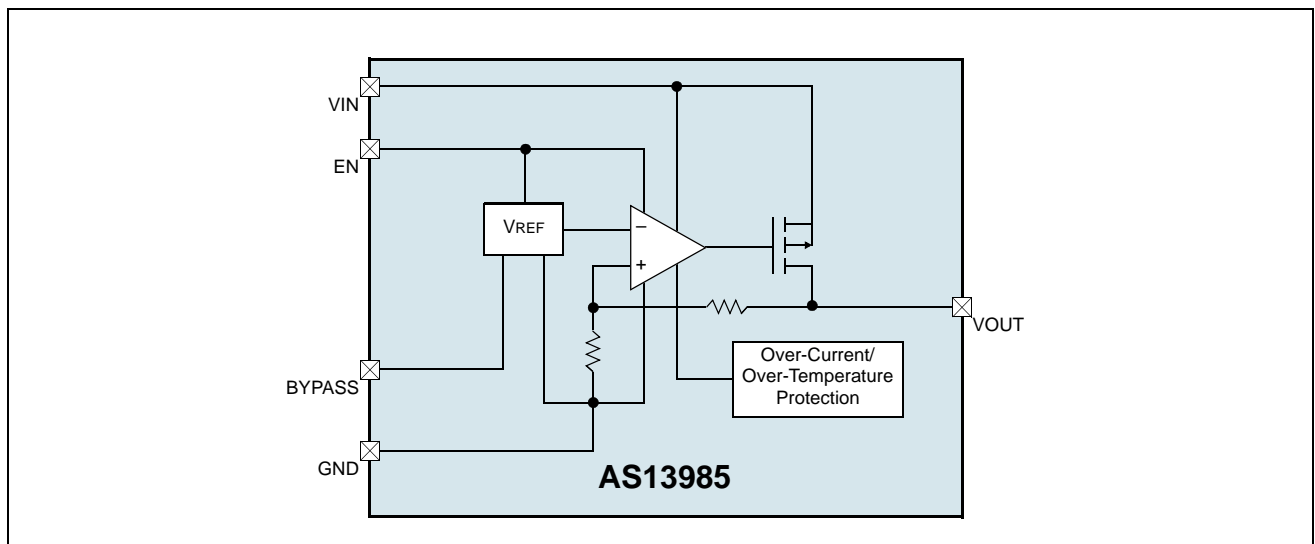 VIN
EN
VREF
−
+
VOUT
Over-Current/
Over-Temperature
Protection
BYPASS
GND
AS13985